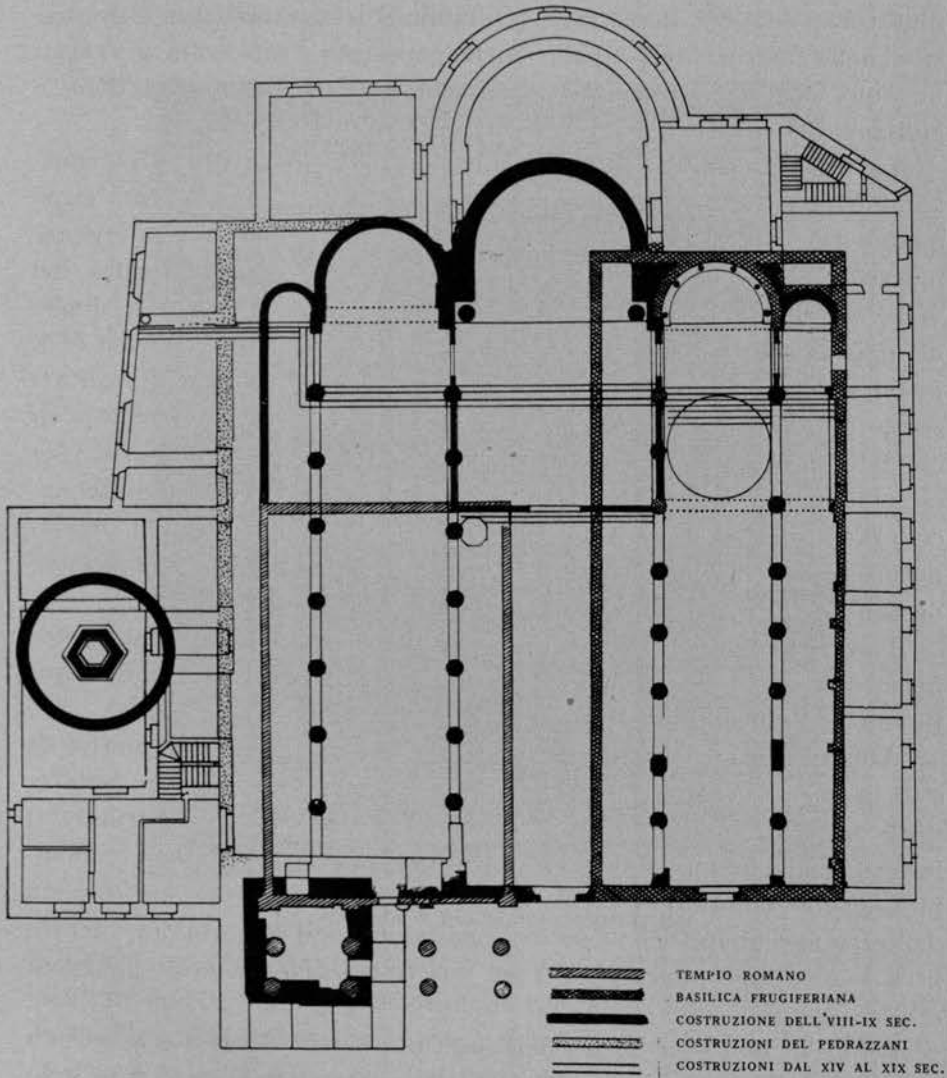 TEMPIO ROMANO
BASILICA FRUGIFERIANA
COSTRUZIONE DELL'VIII-IX SEC.
COSTRUZIONI DEL PEDRAZZANI
COSTRUZIONI DAL XIV AL XIX SEC.